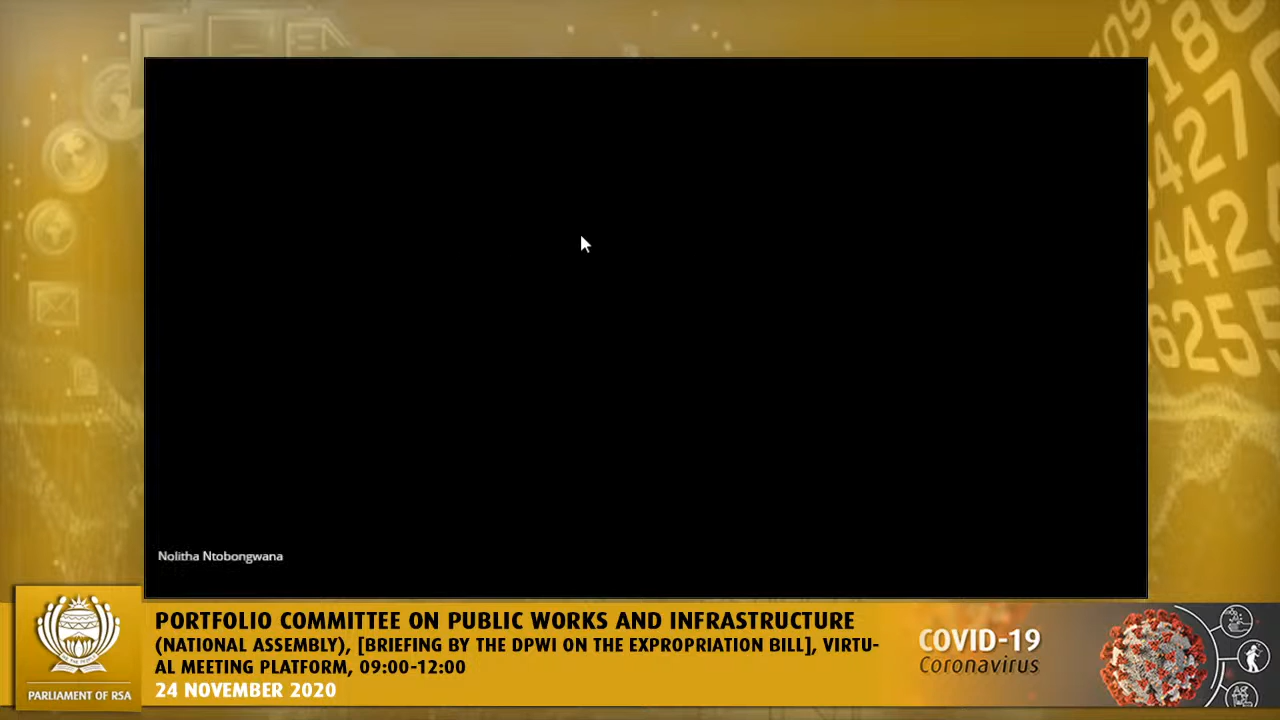 Nolitha Ntobongwana
PORTFOLIO COMMITTEE ON PUBLIC WORKS AND INFRASTRUCTURE
(NATIONAL ASSEMBLY), [BRIEFING BY THE DPWI ON THE EXPROPRIATION BILL], VIRTU-
AL MEETING PLATFORM, 09:00-12:00
24 NOVEMBER 2020
PARLIAMENT OF RSA
COVID-19
Coronavirus